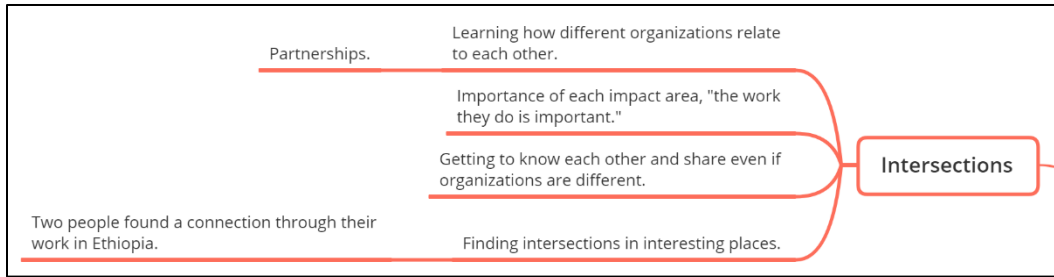 Learning how different organizations relate
to each other.
Partnerships.
Importance of each impact area, "the work
they do is important."
Intersections
Getting to know each other and share even if
organizations are different.
Two people found a connection through their
work in Ethiopia.
Finding intersections in interesting places.